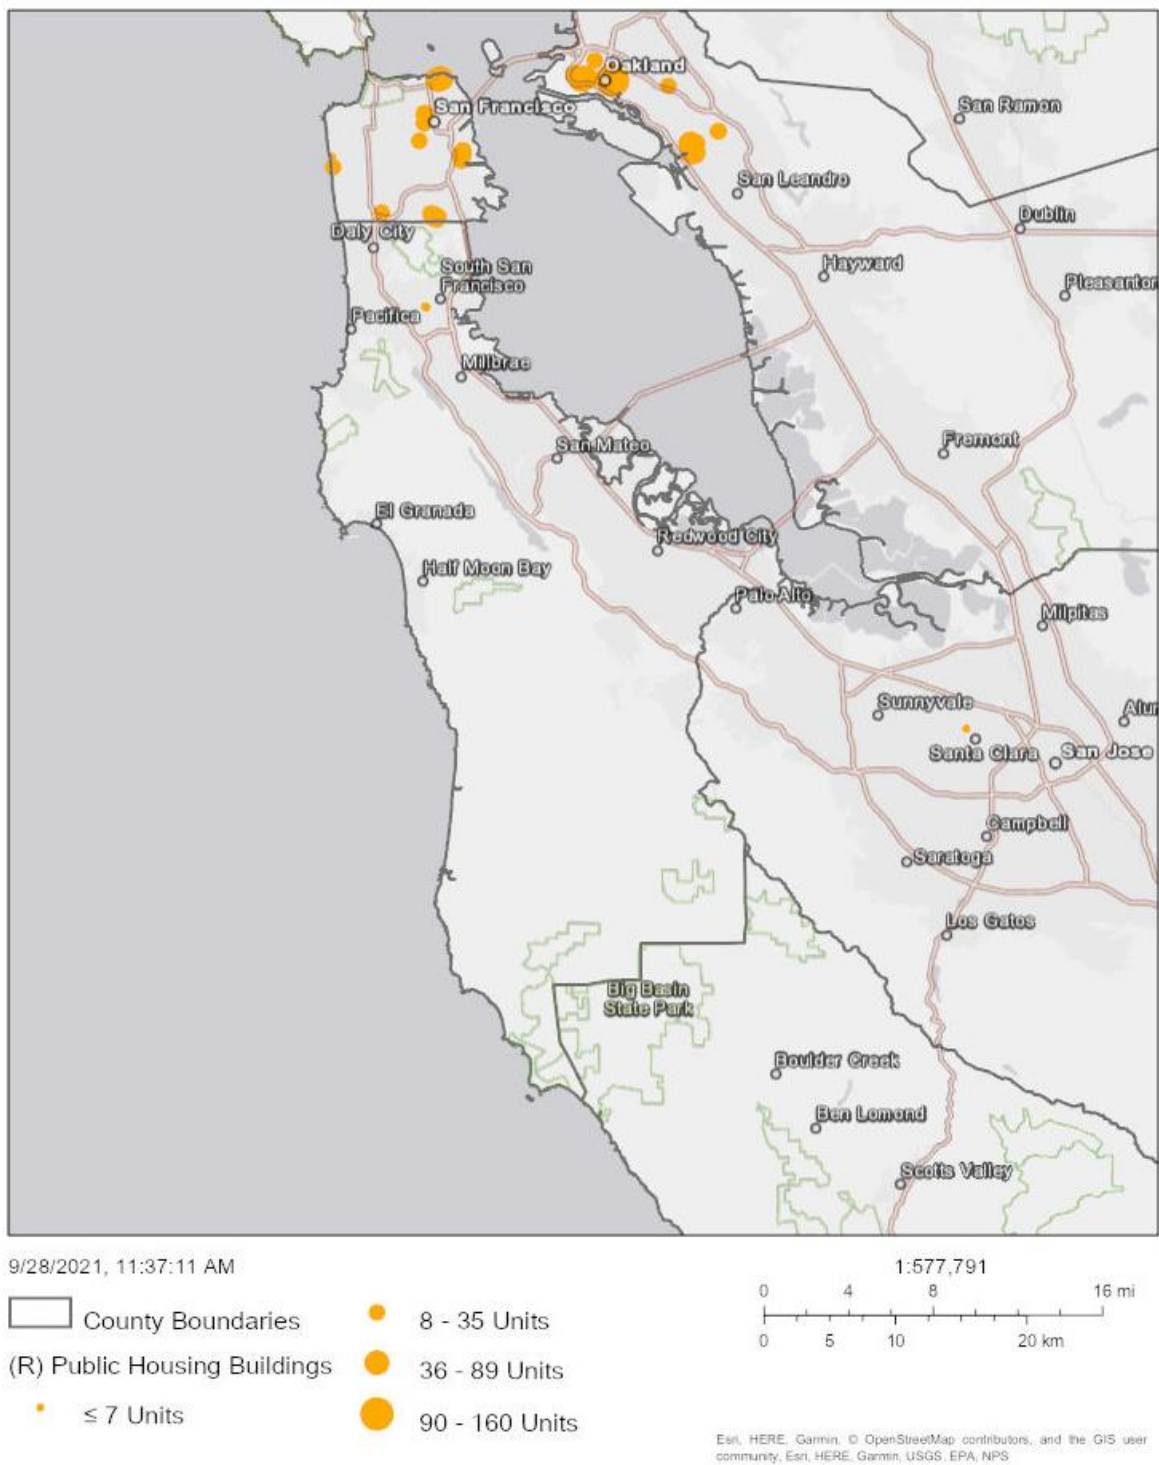 Oakland
San Francisco
San Ramon
San Leandro
Dublin
Daly City
Hayward
South San
Francisco
Pleasanton
Pacifica
Millbrae
San Mateo
Fremont
El Granada
Redwood City
Half Moon Bay
Palo Alto
Milpitas
Sunnyvale
Alur
Santa Clara
San Jose
Campbell
Saratoga
Los Gatos
Big Basin
State Park
Boulder Creek
Ben Lomond
Scotts Valley
9/28/2021, 11:37:11 AM
1:577,791
0 4 8 16 mi
0 5 10 20 km
County Boundaries
(R) Public Housing Buildings
≤ 7 Units
8 - 35 Units
36 - 89 Units
90 - 160 Units
Esri, HERE, Garmin, © OpenStreetMap contributors, and the GIS user
community, Esri, HERE, Garmin, USGS, EPA, NPS